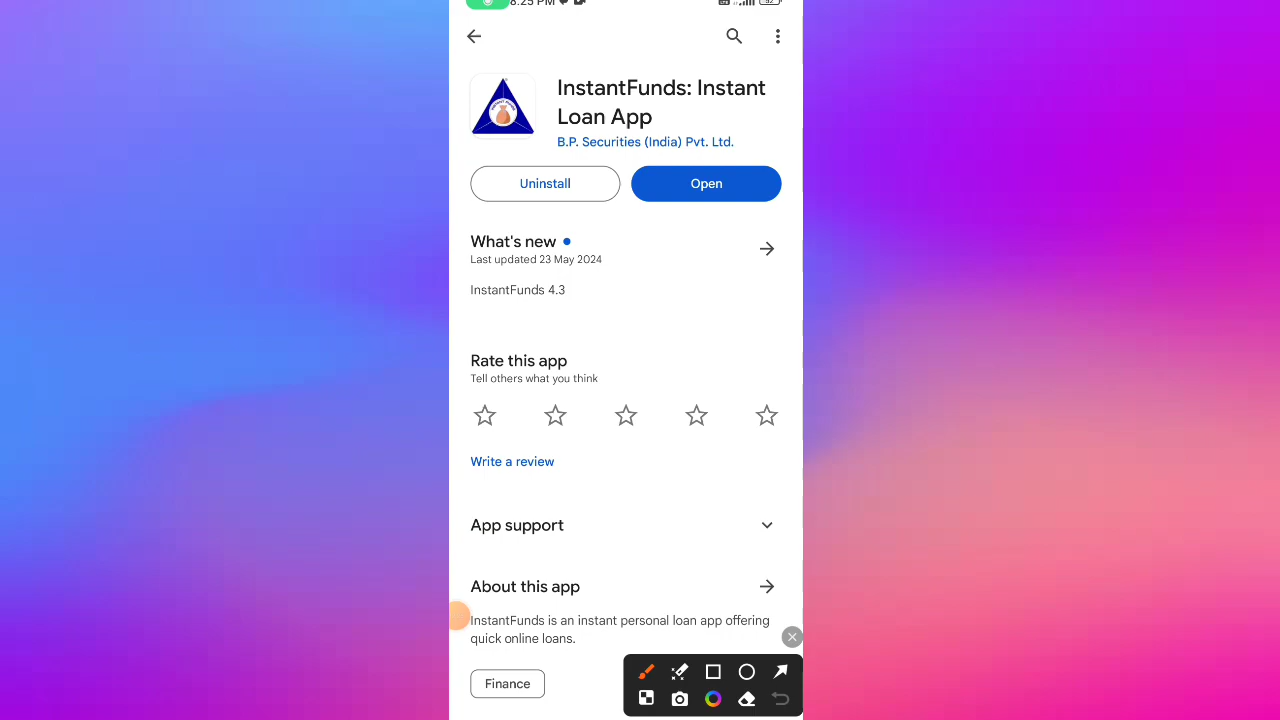 8:25 PM
InstantFunds: Instant
Loan App
B.P. Securities (India) Pvt. Ltd.
Uninstall
Open
What's new
Last updated 23 May 2024
InstantFunds 4.3
Rate this app
Tell others what you think
Write a review
App support
About this app
InstantFunds is an instant personal loan app offering
quick online loans.
Finance